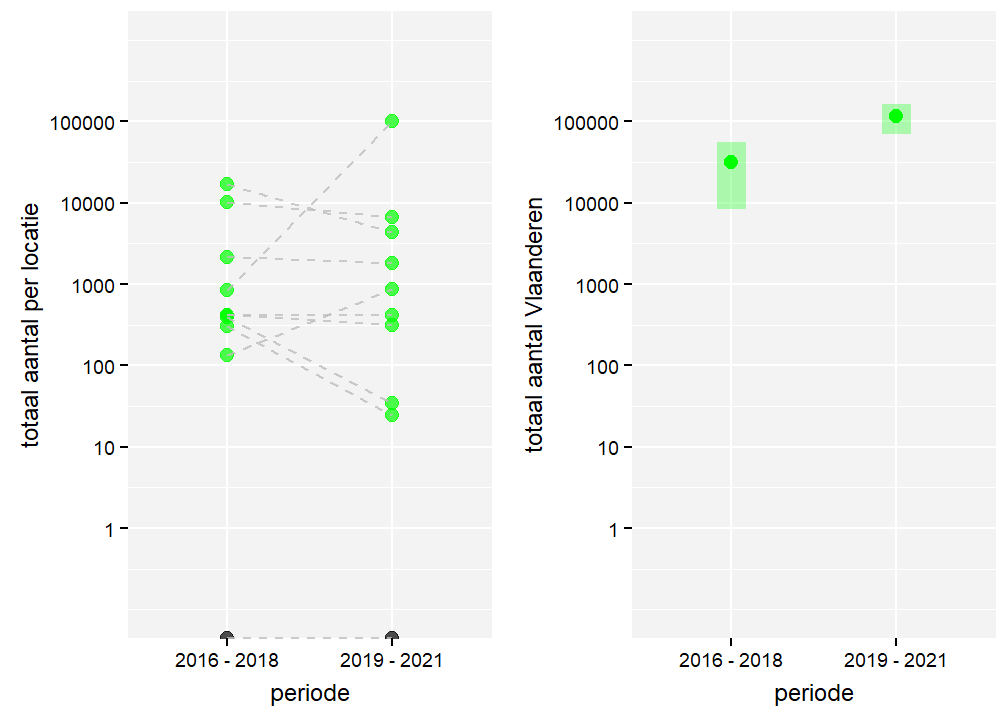 totaal aantal per locatie
100000
10000
1000
100
10
1
2016 - 2018
2019 - 2021
periode
totaal aantal Vlaanderen
100000
10000
1000
100
10
1
2016 - 2018
2019 - 2021
periode